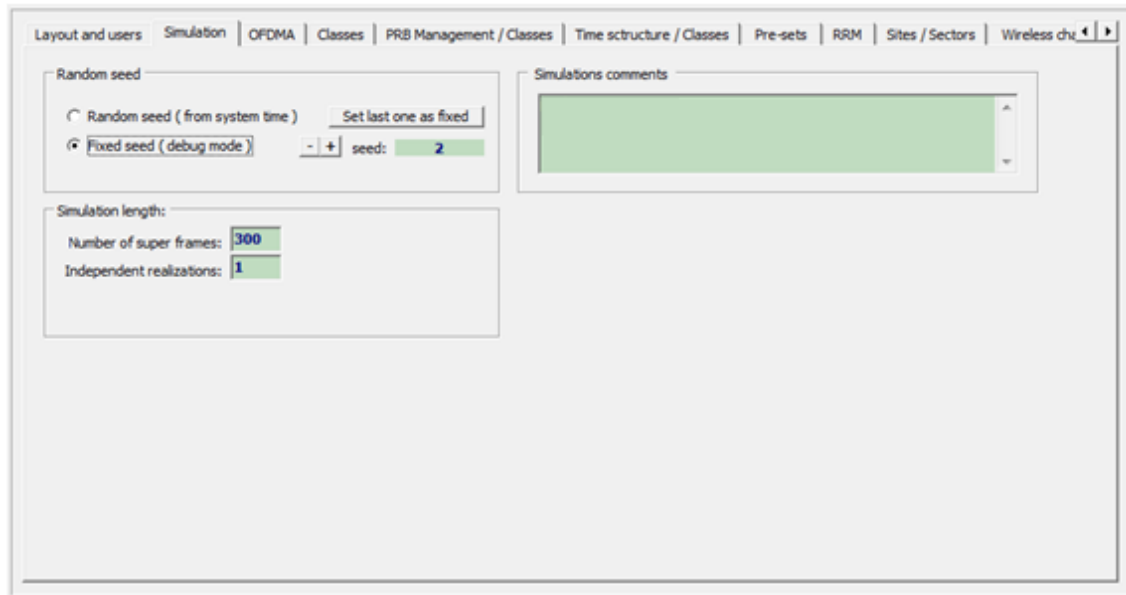 Layout and users Simulation OFDMA Classes PRB Management / Classes Time sctructure / Classes Pre-sets RRM Sites / Sectors Wireless
Random seed
Random seed ( from system time ) Set last one as fixed
Fixed seed ( debug mode ) - + seed: 2
Simulations comments
Simulation length:
Number of super frames: 300
Independent realizations: 1